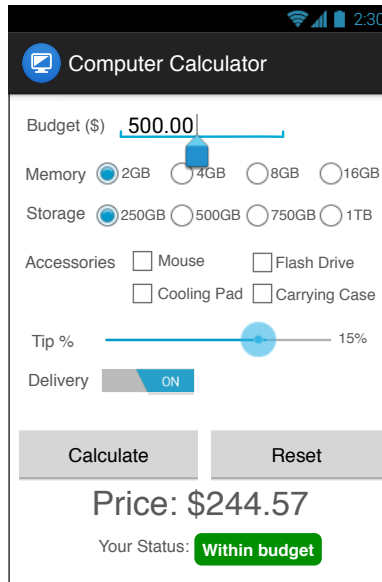 2:30
Computer Calculator
Budget ($) 500.00
Memory 2GB 4GB 8GB 16GB
Storage 250GB 500GB 750GB 1TB
Accessories Mouse Flash Drive
Cooling Pad Carrying Case
Tip % 15%
Delivery ON
Calculate Reset
Price: $244.57
Your Status: Within budget